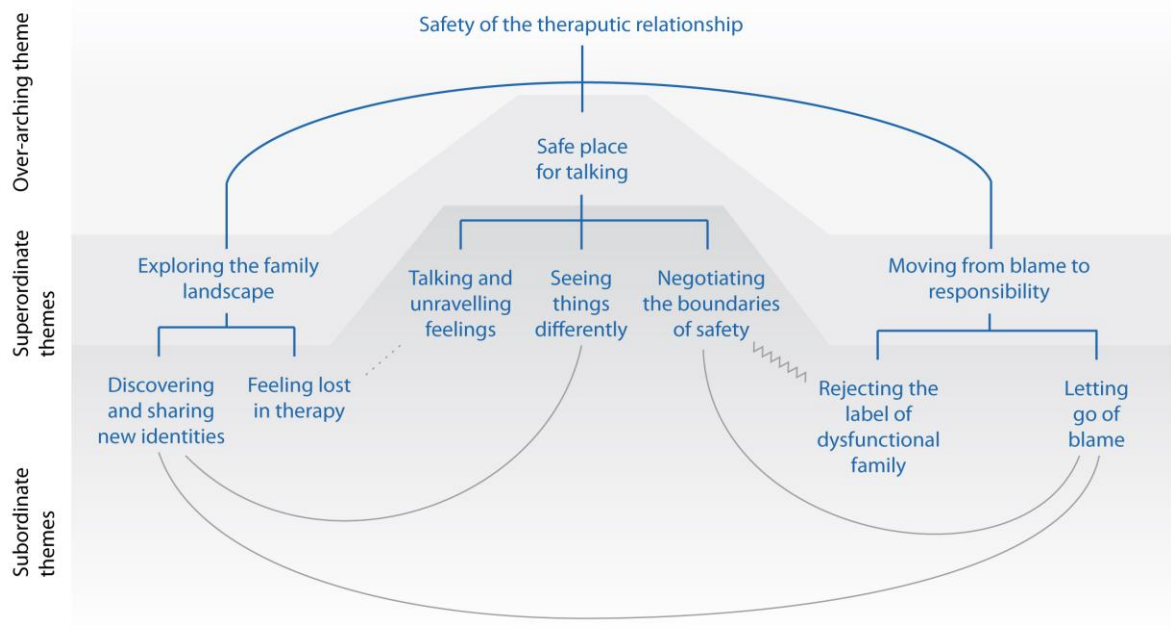 Over-arching theme
Safety of the theraputic relationship
Safe place
for talking
Superordinate
themes
Exploring the family
landscape
Talking and
unravelling
feelings
Seeing
things
differently
Negotiating
the boundaries
of safety
Moving from blame to
responsibility
Subordinate
themes
Discovering
and sharing
new identities
Feeling lost
in therapy
Rejecting the
label of
dysfunctional
family
Letting
go of
blame